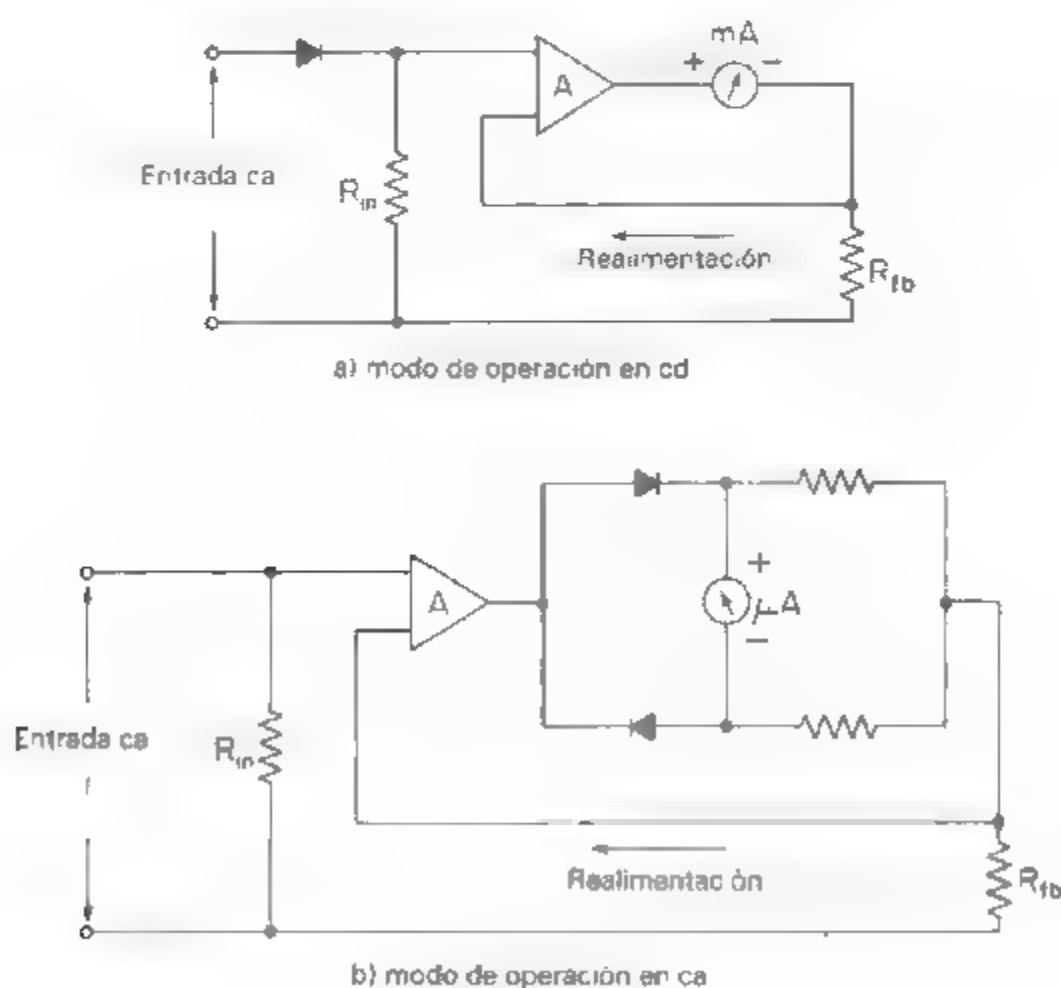 mA
+ -
A
Entrada ca
R_in
Realimentación
R_fb
a) modo de operación en cd
+
A
μA
-
Entrada ca
R_in
Realimentación
R_fb
b) modo de operación en ca